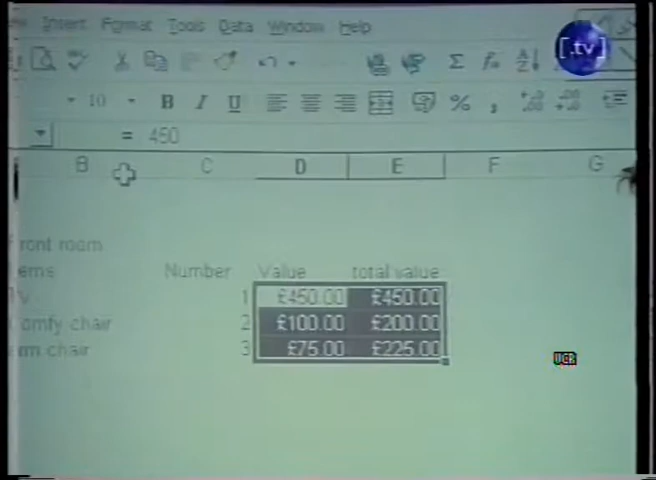 Insert Format Tools Data Window Help
[.tv]
10 B I U % ,
= 450
B C D E F G
ront room
ems Number Value total value
1 £450.00 £450.00
omfy chair 2 £100.00 £200.00
rm chair 3 £75.00 £225.00
UCR